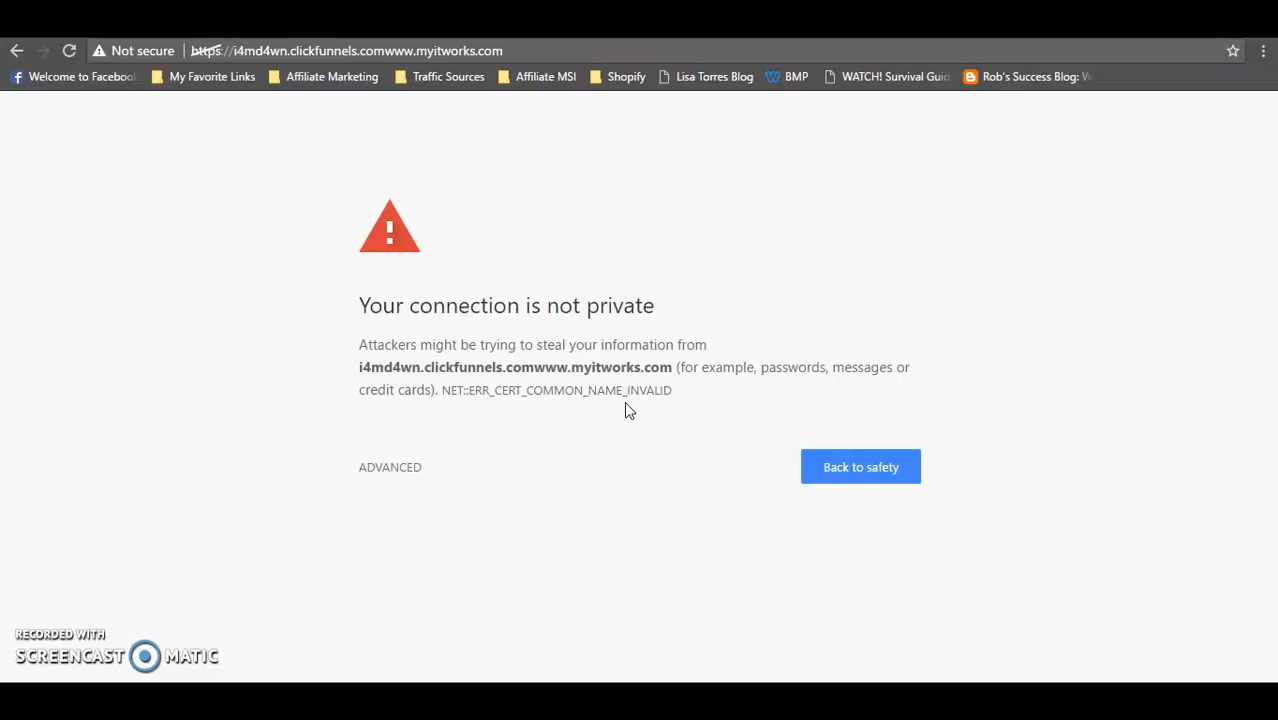 Not secure | https://i4md4wn.clickfunnels.comwww.myitworks.com
Welcome to Faceboo My Favorite Links Affiliate Marketing Traffic Sources Affiliate MSI Shopify Lisa Torres Blog BMP WATCH! Survival Guid Rob's Success Blog: W
Your connection is not private
Attackers might be trying to steal your information from
i4md4wn.clickfunnels.comwww.myitworks.com (for example, passwords, messages or
credit cards). NET::ERR_CERT_COMMON_NAME_INVALID
ADVANCED
Back to safety
RECORDED WITH
SCREENCAST MATIC